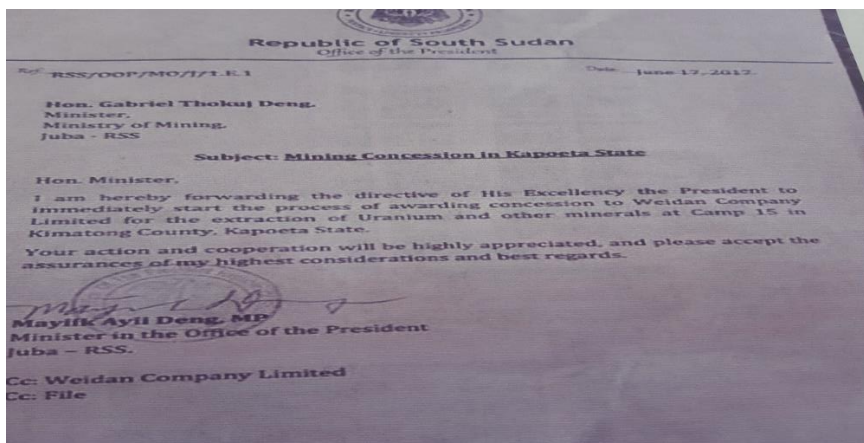 Republic of South Sudan
Office of the President
Ref: RSS/OOP/MO/J/1.E.1
Date: June 17, 2017.
Hon. Gabriel Thokuj Deng,
Minister,
Ministry of Mining,
Juba - RSS
Subject: Mining Concession in Kapoeta State
Hon. Minister,
I am hereby forwarding the directive of His Excellency the President to
immediately start the process of awarding concession to Weidan Company
Limited for the extraction of Uranium and other minerals at Camp 15 in
Kimatong County, Kapoeta State.
Your action and cooperation will be highly appreciated, and please accept the
assurances of my highest considerations and best regards.
Mayiik Ayii Deng, MP
Minister in the Office of the President
Juba – RSS.
Cc: Weidan Company Limited
Cc: File